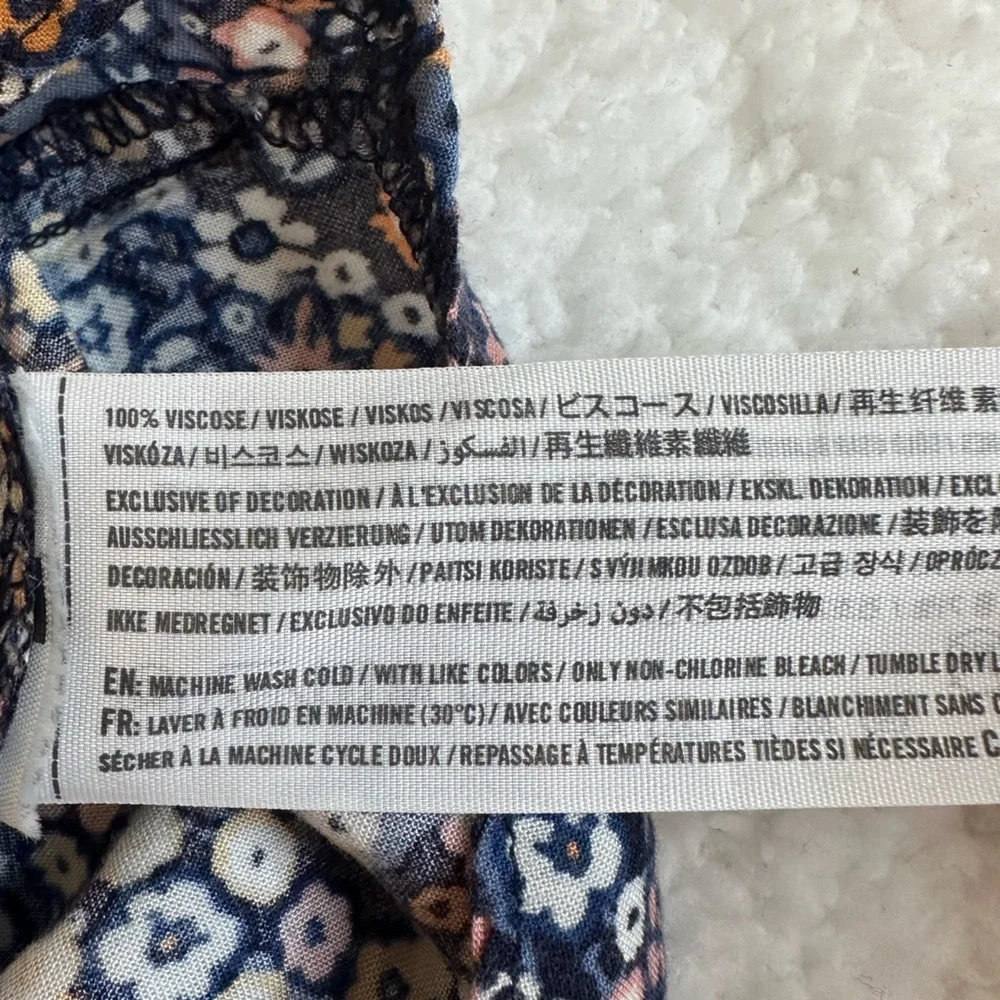 100% VISCOSE / VISKOSE / VISKOS / VISCOSA / ビスコース / VISCOSILLA / 再生纤维素
VISKÓZA / 비스코스 / WISKOZA / الفسكوز / 再生纖維素纖維
EXCLUSIVE OF DECORATION / À L'EXCLUSION DE LA DÉCORATION / EKSKL. DEKORATION / EXCL
AUSSCHLIESSLICH VERZIERUNG / UTOM DEKORATIONEN / ESCLUSA DECORAZIONE / 装飾を
DECORACIÓN / 装饰物除外 / PAITSI KORISTE / S VÝJIMKOU OZDOB / 고급 장식 / OPRÓCZ
IKKE MEDREGNET / EXCLUSIVO DO ENFEITE / دون زخرفة / 不包括飾物
EN: MACHINE WASH COLD / WITH LIKE COLORS / ONLY NON-CHLORINE BLEACH / TUMBLE DRY L
FR: LAVER À FROID EN MACHINE (30°C) / AVEC COULEURS SIMILAIRES / BLANCHIMENT SANS
SÉCHER À LA MACHINE CYCLE DOUX / REPASSAGE À TEMPÉRATURES TIÈDES SI NÉCESSAIRE